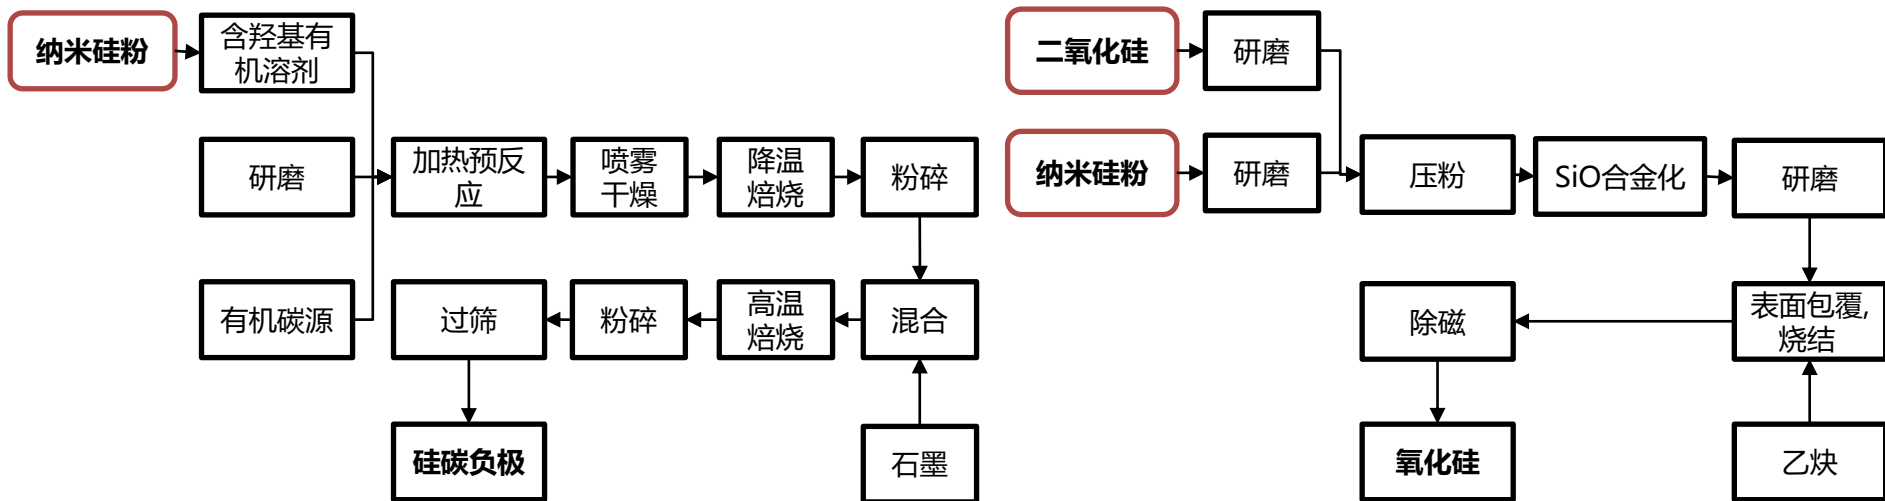 纳米硅粉
含羟基有
机溶剂
研磨
有机碳源
加热预反
应
喷雾
干燥
降温
焙烧
粉碎
混合
石墨
高温
焙烧
粉碎
过筛
硅碳负极
二氧化硅
研磨
纳米硅粉
研磨
压粉
SiO合金化
研磨
表面包覆,
烧结
乙炔
除磁
氧化硅